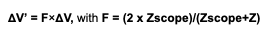 ΔV' = F×ΔV, with F = (2 x Zscope)/(Zscope+Z)